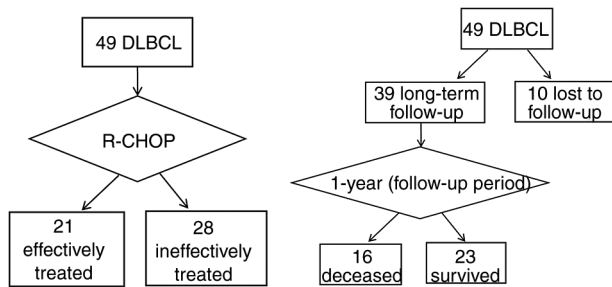 49 DLBCL
R-CHOP
21
effectively
treated
28
ineffectively
treated
49 DLBCL
39 long-term
follow-up
10 lost to
follow-up
1-year (follow-up period)
16
deceased
23
survived